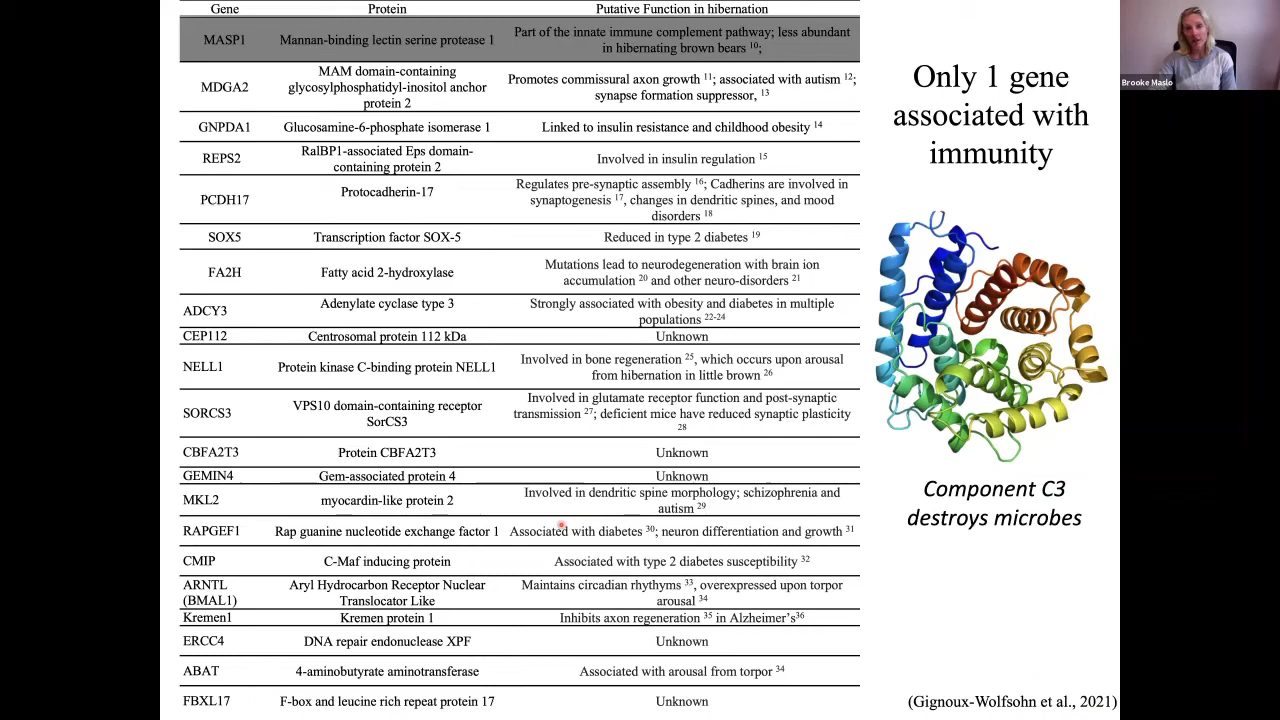 Gene Protein Putative Function in hibernation
MASP1 Mannan-binding lectin serine protease 1 Part of the innate immune complement pathway; less abundant
in hibernating brown bears 10;
MDGA2 MAM domain-containing
glycosylphosphatidyl-inositol anchor
protein 2
Promotes commissural axon growth 11; associated with autism 12;
synapse formation suppressor, 13
GNPDA1 Glucosamine-6-phosphate isomerase 1 Linked to insulin resistance and childhood obesity 14
REPS2 RalBP1-associated Eps domain-
containing protein 2
Involved in insulin regulation 15
PCDH17 Protocadherin-17 Regulates pre-synaptic assembly 16; Cadherins are involved in
synaptogenesis 17, changes in dendritic spines, and mood
disorders 18
SOX5 Transcription factor SOX-5 Reduced in type 2 diabetes 19
FA2H Fatty acid 2-hydroxylase Mutations lead to neurodegeneration with brain ion
accumulation 20 and other neuro-disorders 21
ADCY3 Adenylate cyclase type 3 Strongly associated with obesity and diabetes in multiple
populations 22-24
CEP112 Centrosomal protein 112 kDa Unknown
NELL1 Protein kinase C-binding protein NELL1 Involved in bone regeneration 25, which occurs upon arousal
from hibernation in little brown 26
SORCS3 VPS10 domain-containing receptor
SorCS3
Involved in glutamate receptor function and post-synaptic
transmission 27; deficient mice have reduced synaptic plasticity
28
CBFA2T3 Protein CBFA2T3 Unknown
GEMIN4 Gem-associated protein 4 Unknown
MKL2 myocardin-like protein 2 Involved in dendritic spine morphology; schizophrenia and
autism 29
RAPGEF1 Rap guanine nucleotide exchange factor 1 Associated with diabetes 30; neuron differentiation and growth 31
CMIP C-Maf inducing protein Associated with type 2 diabetes susceptibility 32
ARNTL
(BMAL1)
Aryl Hydrocarbon Receptor Nuclear
Translocator Like
Maintains circadian rhythyms 33, overexpressed upon torpor
arousal 34
Kremen1 Kremen protein 1 Inhibits axon regeneration 35 in Alzheimer's36
ERCC4 DNA repair endonuclease XPF Unknown
ABAT 4-aminobutyrate aminotransferase Associated with arousal from torpor 34
FBXL17 F-box and leucine rich repeat protein 17 Unknown
Only 1 gene
associated with
immunity
Component C3
destroys microbes
(Gignoux-Wolfsohn et al., 2021)
Brooke Maslo